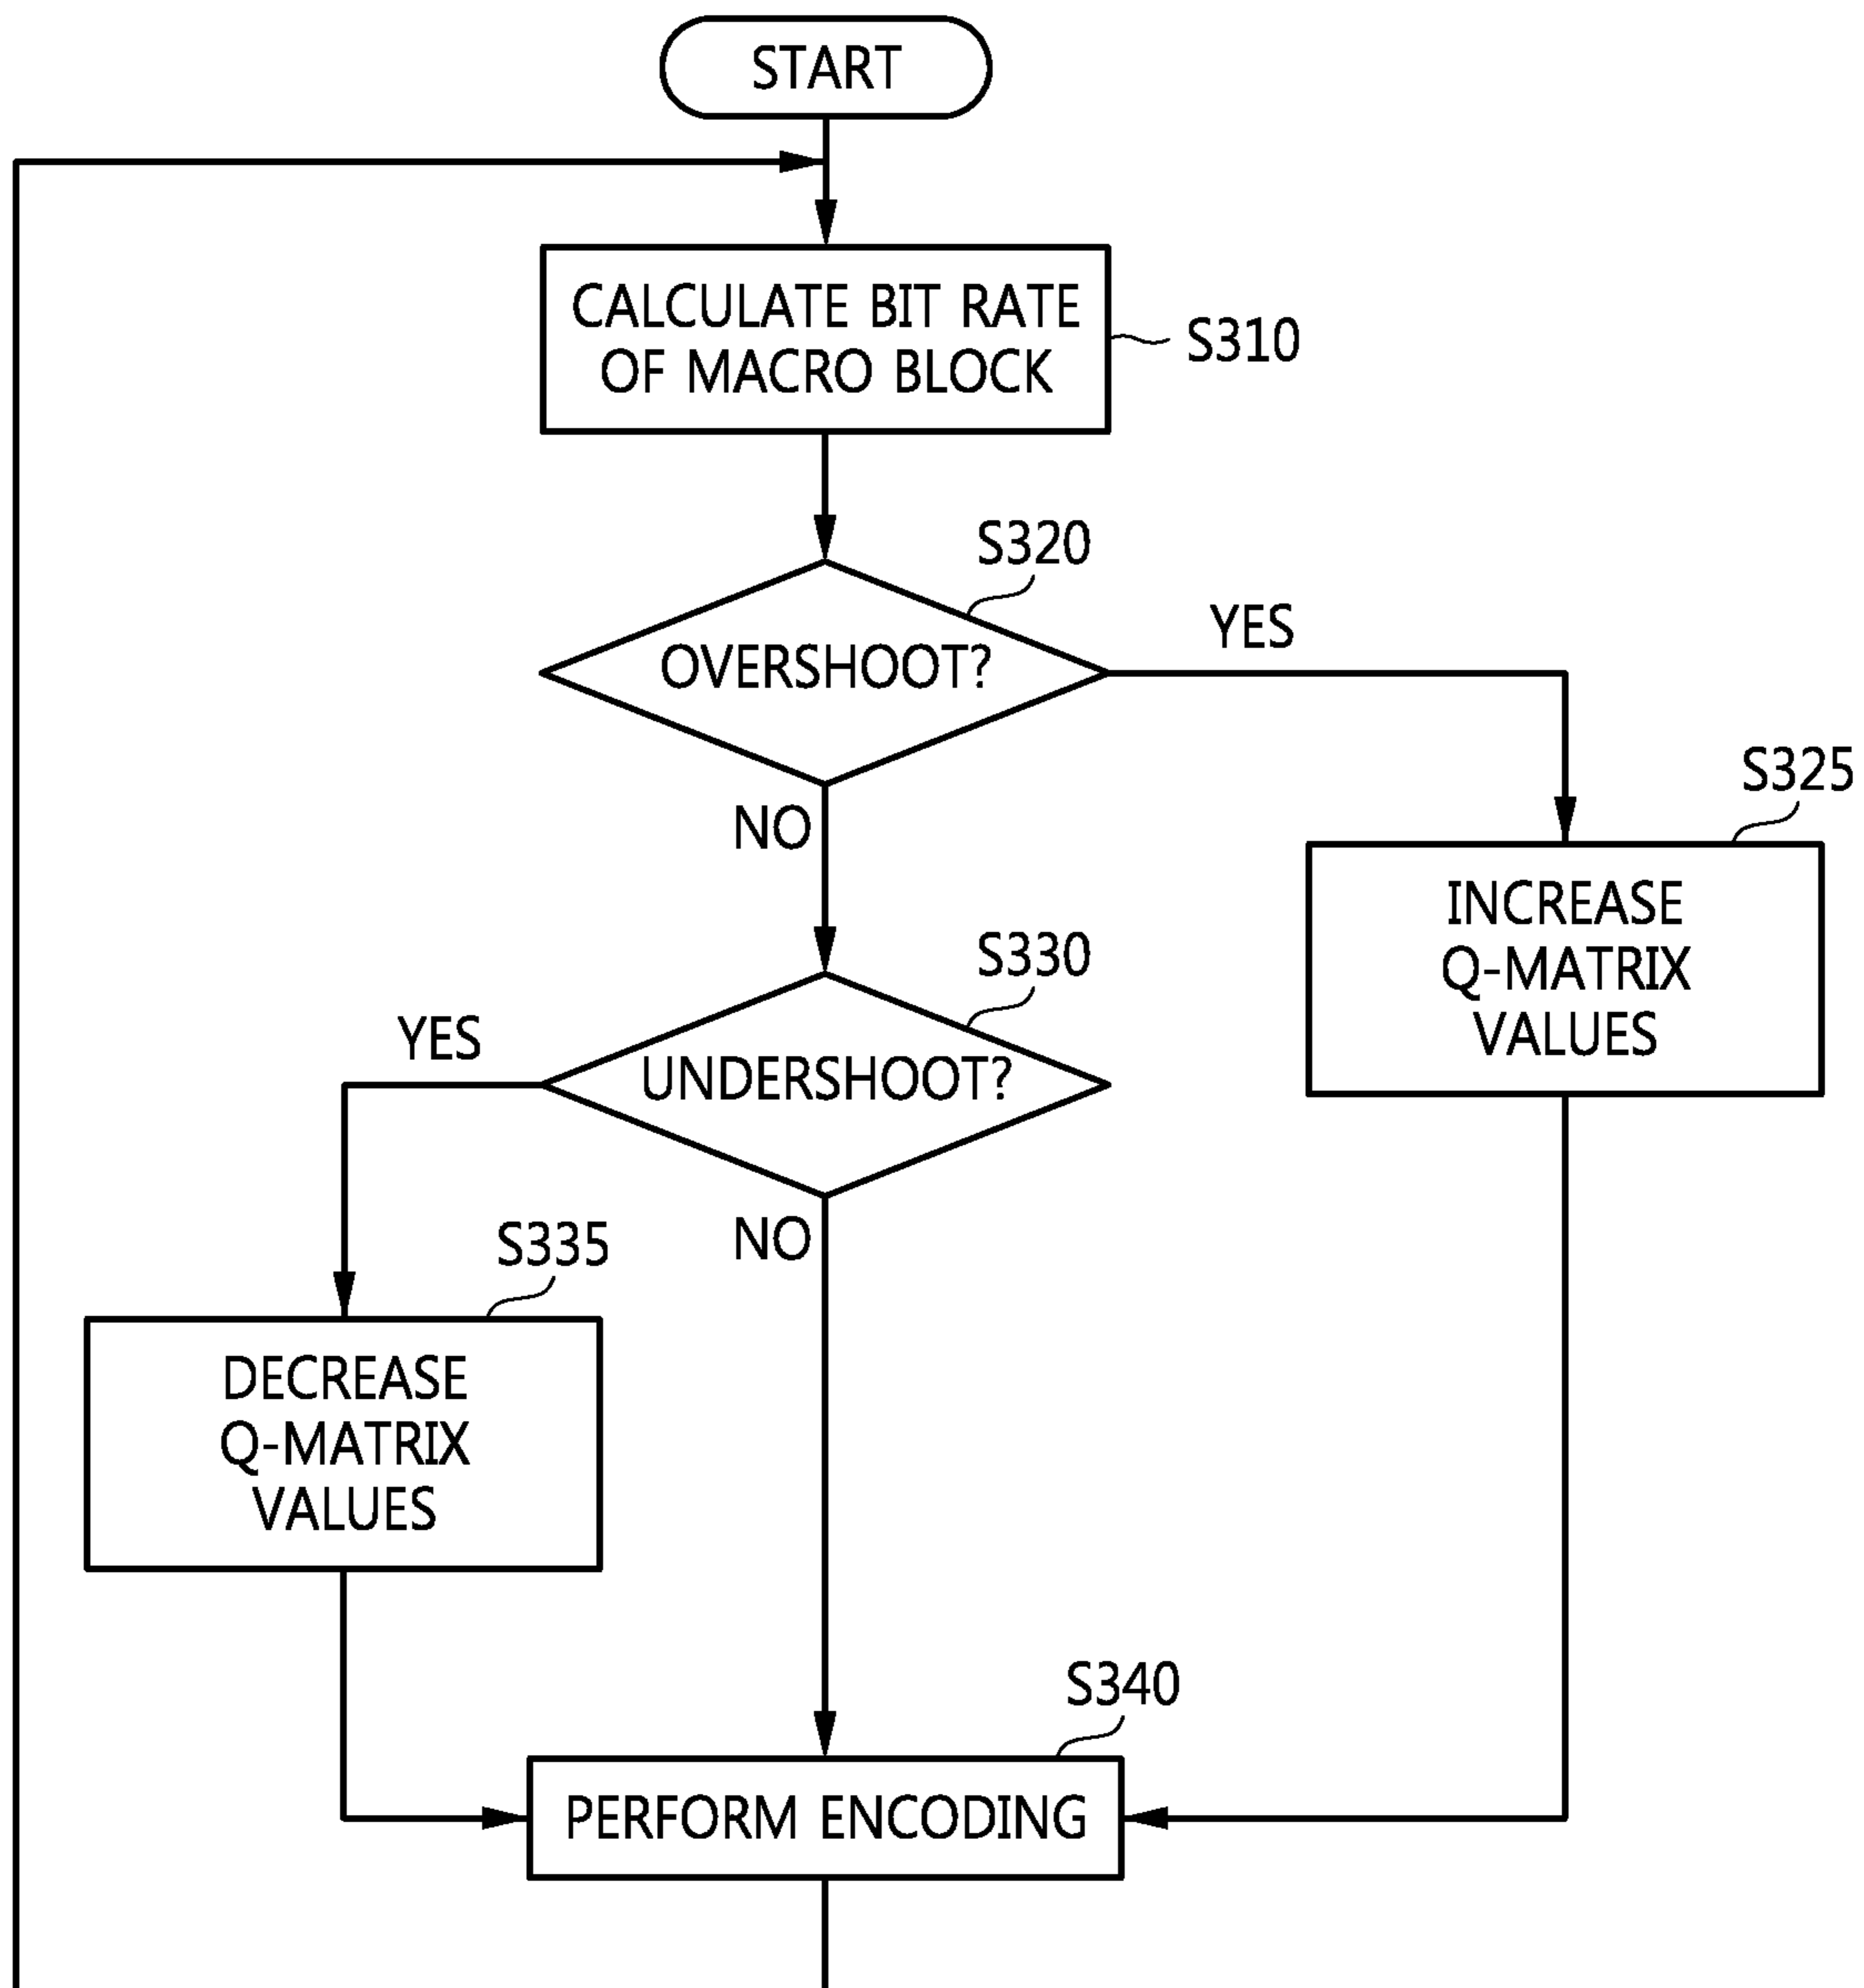 START
CALCULATE BIT RATE
OF MACRO BLOCK
S310
S320
OVERSHOOT?
YES
NO
S325
INCREASE
Q-MATRIX
VALUES
S330
UNDERSHOOT?
YES
NO
S335
DECREASE
Q-MATRIX
VALUES
S340
PERFORM ENCODING